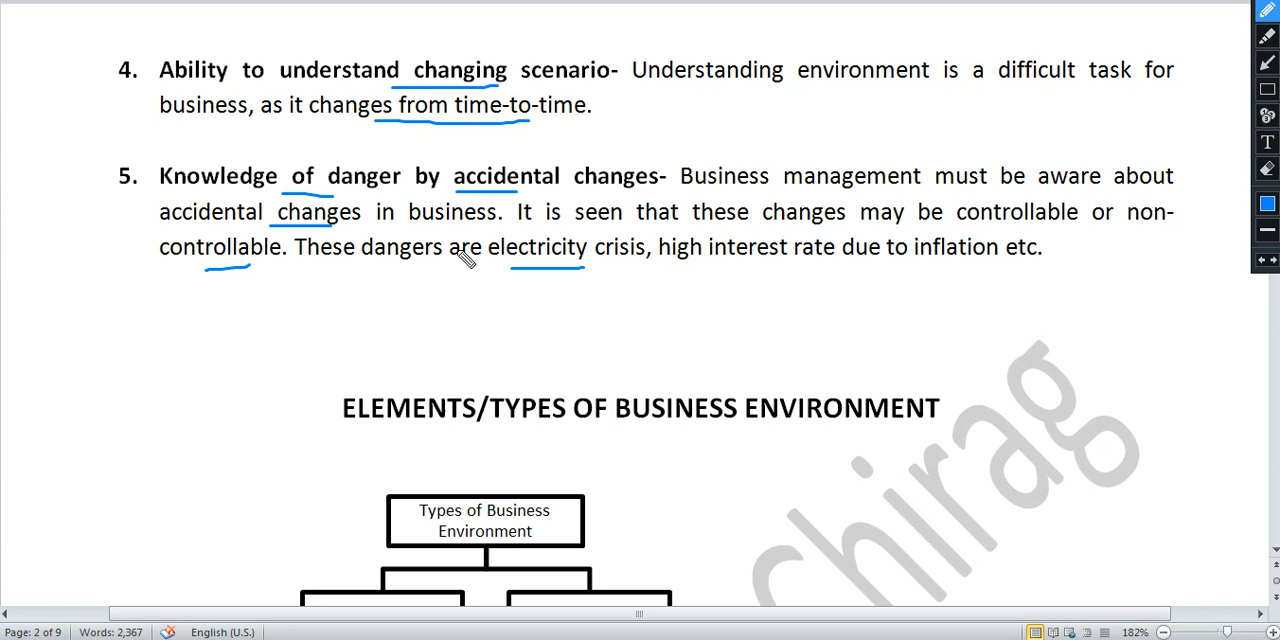 4. Ability to understand changing scenario- Understanding environment is a difficult task for
business, as it changes from time-to-time.
5. Knowledge of danger by accidental changes- Business management must be aware about
accidental changes in business. It is seen that these changes may be controllable or non-
controllable. These dangers are electricity crisis, high interest rate due to inflation etc.
ELEMENTS/TYPES OF BUSINESS ENVIRONMENT
Types of Business
Environment
Chirag
T
Page: 2 of 9 Words: 2,367 English (U.S.) 182%